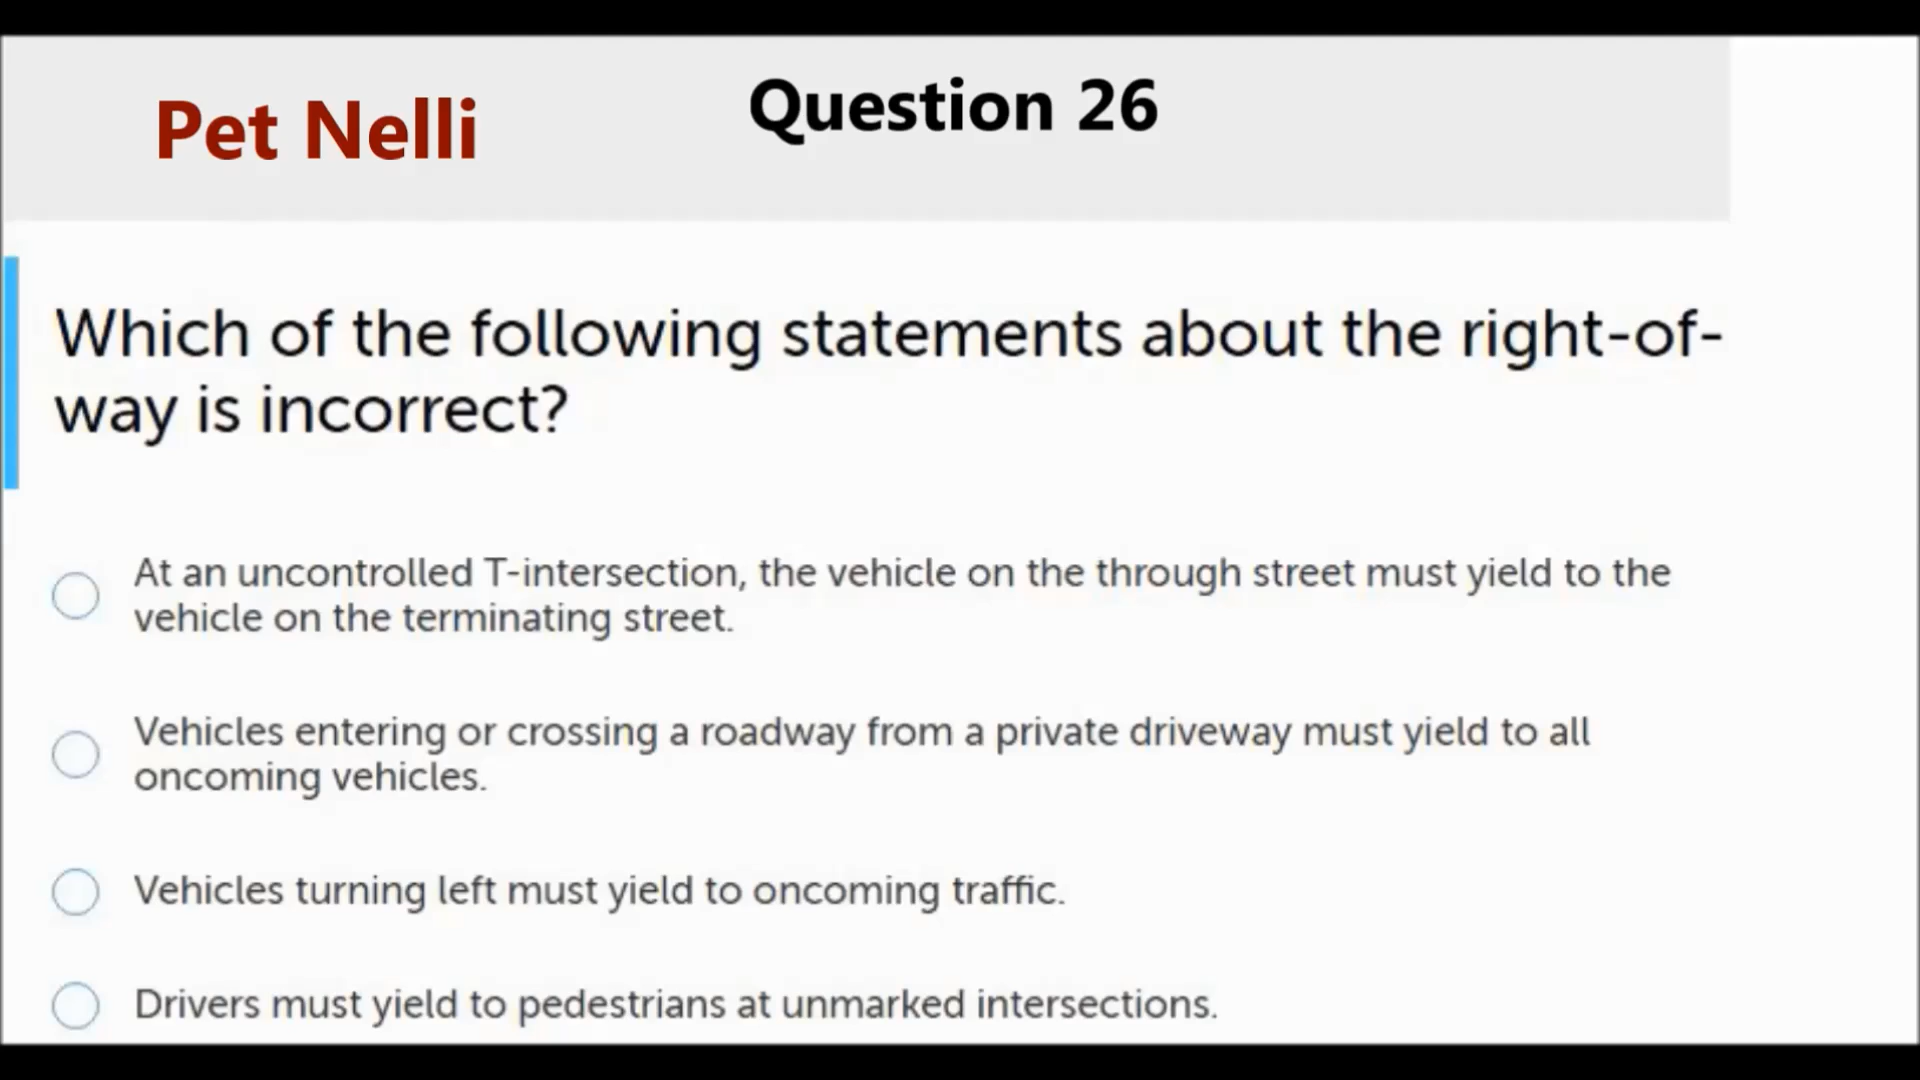 Pet Nelli
Question 26
Which of the following statements about the right-of-
way is incorrect?
At an uncontrolled T-intersection, the vehicle on the through street must yield to the
vehicle on the terminating street.
Vehicles entering or crossing a roadway from a private driveway must yield to all
oncoming vehicles.
Vehicles turning left must yield to oncoming traffic.
Drivers must yield to pedestrians at unmarked intersections.